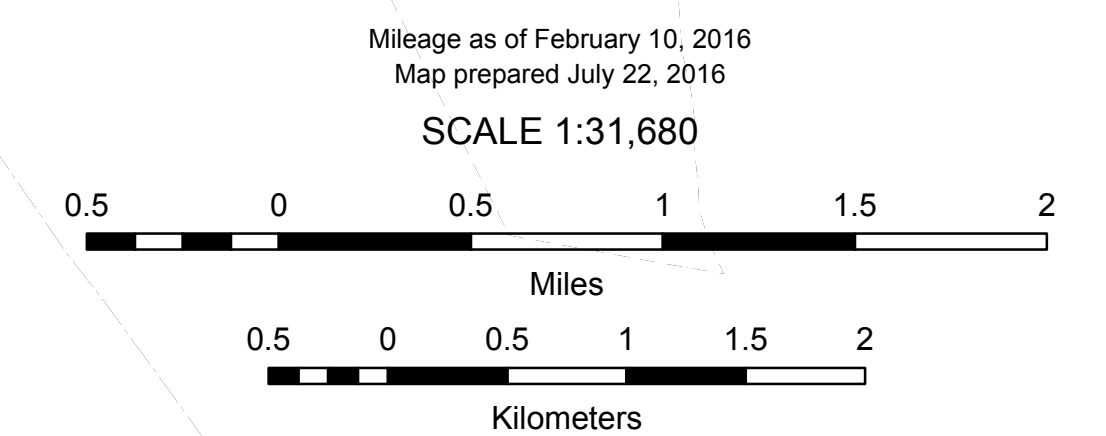 Mileage as of February 10, 2016
Map prepared July 22, 2016
SCALE 1:31,680
0.5 0 0.5 1 1.5 2
Miles
0.5 0 0.5 1 1.5 2
Kilometers